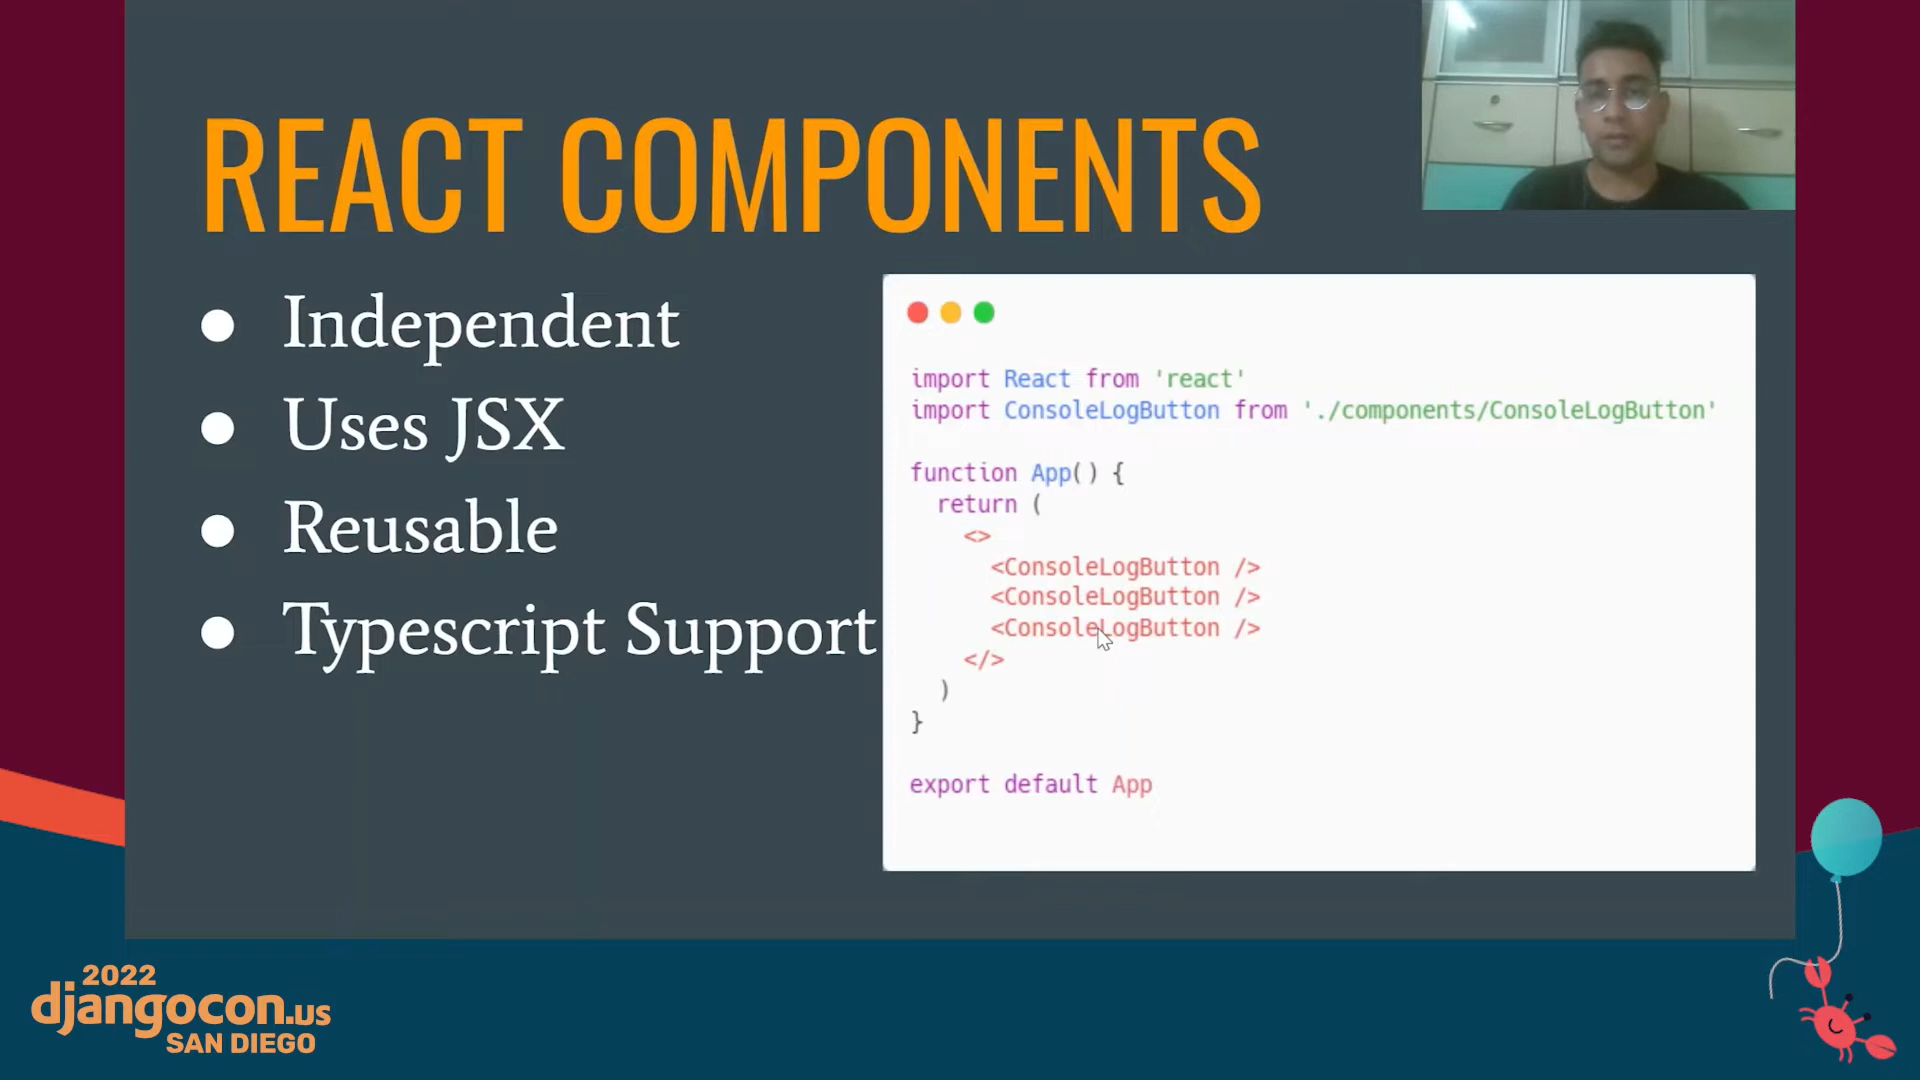 REACT COMPONENTS
● Independent
● Uses JSX
● Reusable
● Typescript Support
import React from 'react'
import ConsoleLogButton from './components/ConsoleLogButton'
function App() {
return (
<>
<ConsoleLogButton />
<ConsoleLogButton />
<ConsoleLogButton />
</>
)
}
export default App
2022
djangocon.us
SAN DIEGO